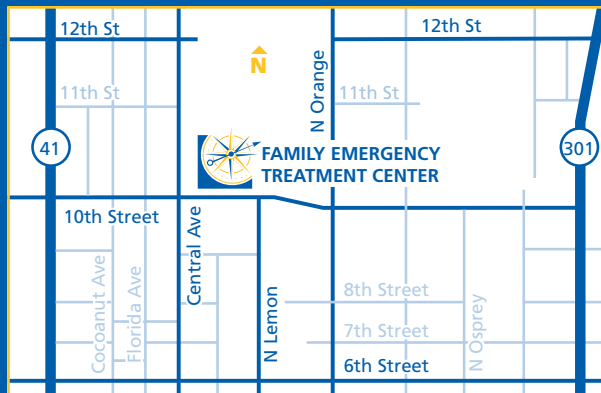 12th St
12th St
N
N Orange
11th St
11th St
41
301
FAMILY EMERGENCY
TREATMENT CENTER
10th Street
Central Ave
Cocoanut Ave
Florida Ave
N Lemon
8th Street
7th Street
N Osprey
6th Street